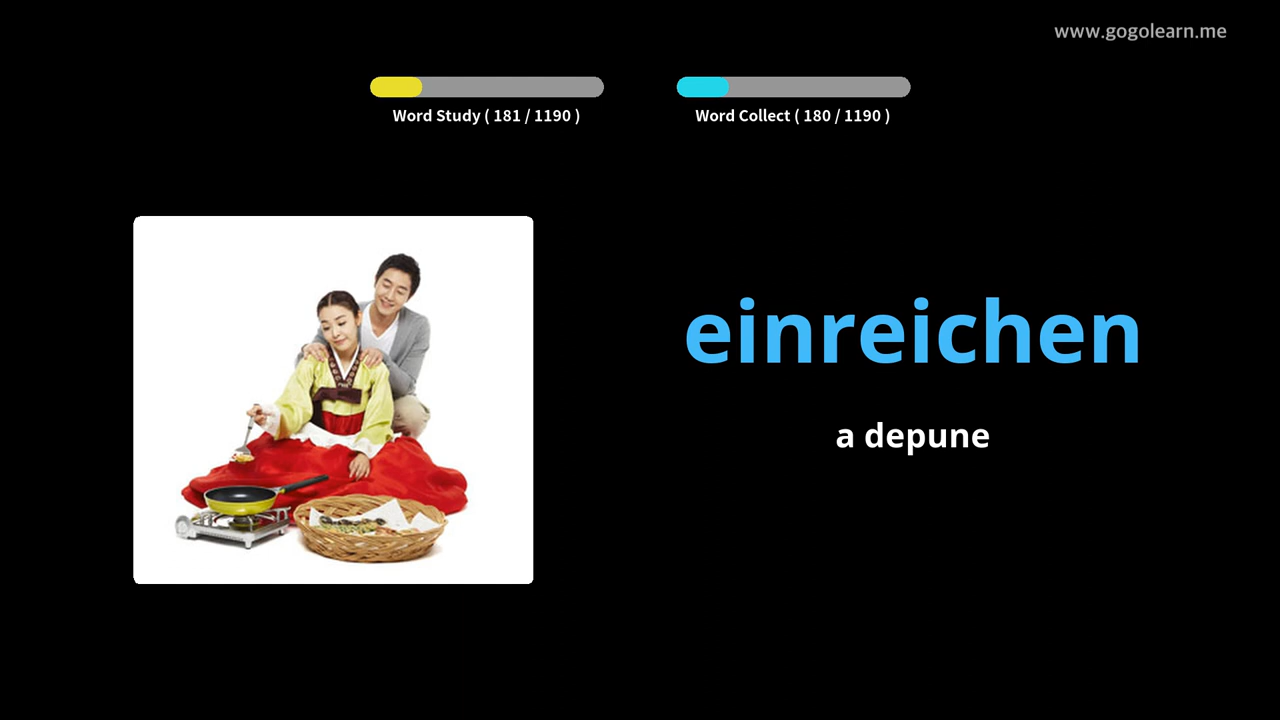 www.gogolearn.me
Word Study ( 181 / 1190 )
Word Collect ( 180 / 1190 )
einreichen
a depune